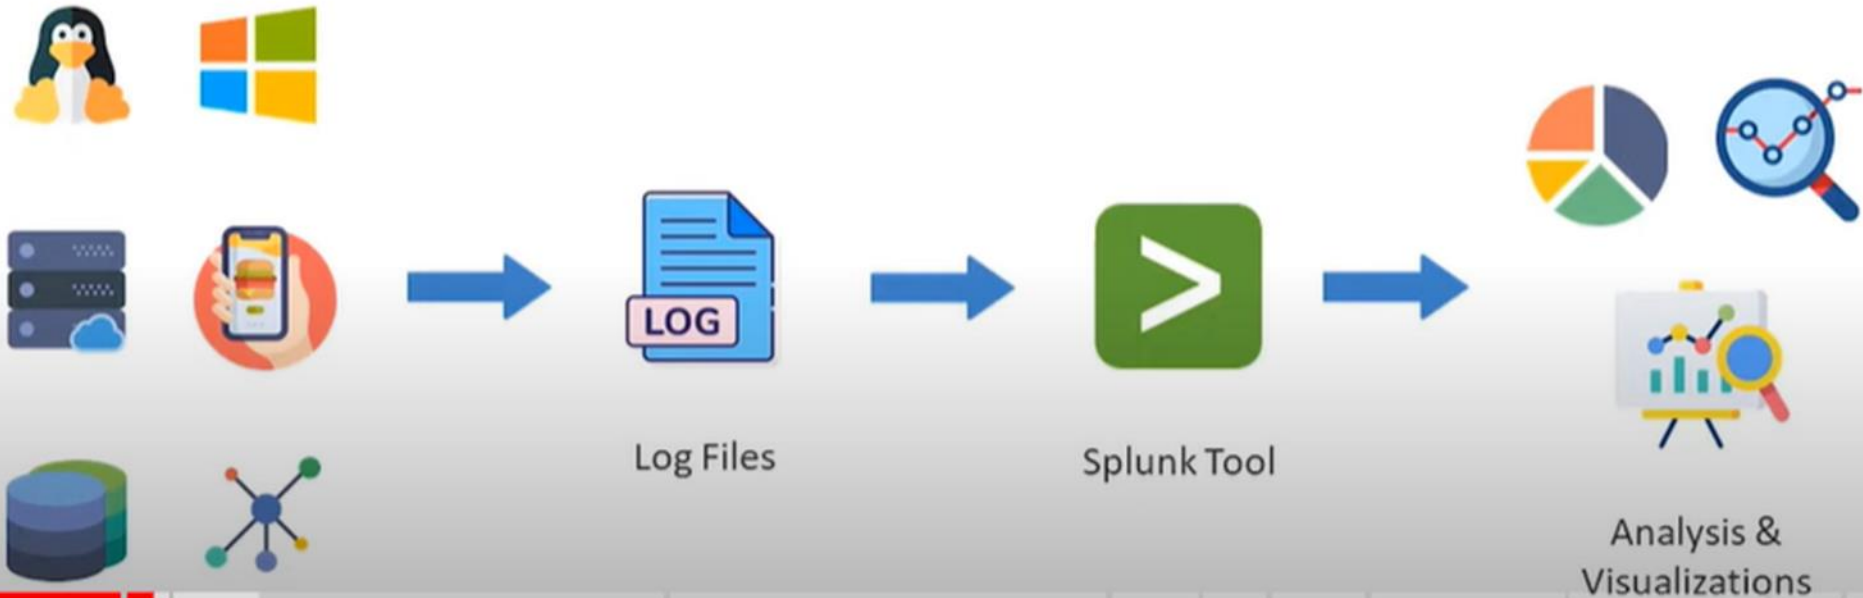 LOG
Log Files
Splunk Tool
Analysis &
Visualizations